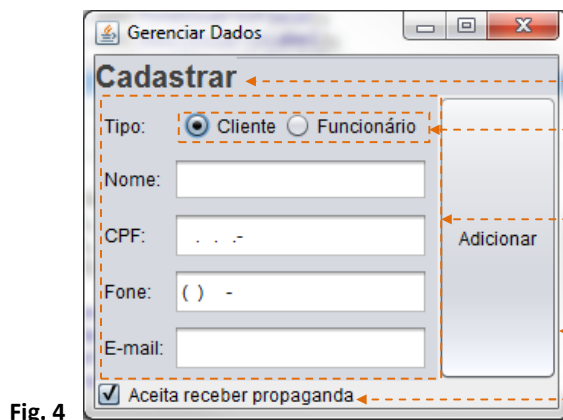 Gerenciar Dados
Cadastrar
Tipo: Cliente Funcionário
Nome:
CPF: . . .-
Adicionar
Fone: ( ) -
E-mail:
Aceita receber propaganda
Fig. 4